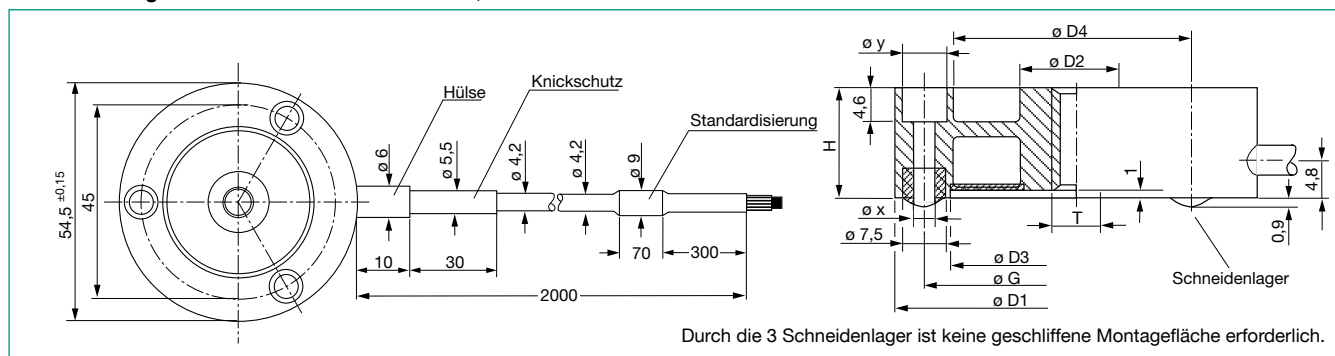 Hülse
Knickschutz
Standardisierung
54,5 ±0,15
45
ø 6
ø 5,5
ø 4,2
ø 4,2
ø 9
10
30
70
300
2000
ø D4
ø y
ø D2
4,6
H
1
4,8
ø x
T
0,9
ø 7,5
ø D3
Schneidenlager
ø G
ø D1
Durch die 3 Schneidenlager ist keine geschliffene Montagefläche erforderlich.